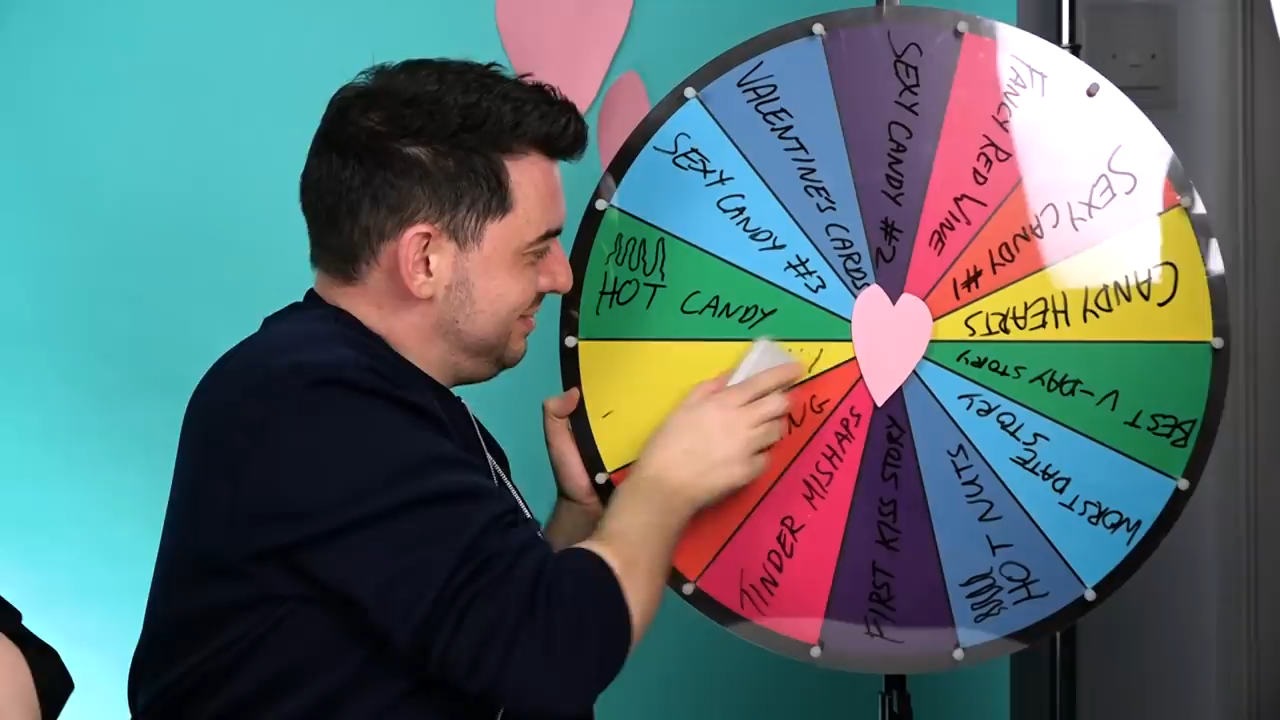 SEXY CANDY #2
FANCY RED WINE
SEXY CANDY #1
CANDY HEARTS
BEST V-DAY STORY
WORST DATE STORY
HOT NUTS
FIRST KISS STORY
TINDER MISHAPS
NG
HOT CANDY
SEXY CANDY #3
VALENTINE'S CARDS